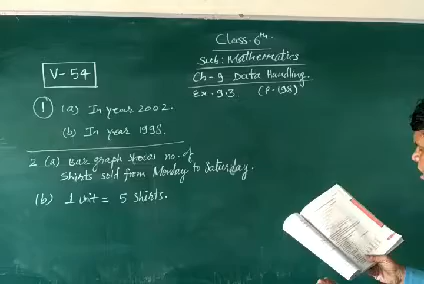 Class-6th
Sub: Mathematics
Ch-9 Data Handling.
Ex. 9.3 (P-198)
V-54
① (a) In year 2002.
(b) In year 1998.
2 (a) Bar graph shows no. of
Shirts sold from Monday to Saturday.
(b) 1 unit = 5 Shirts.